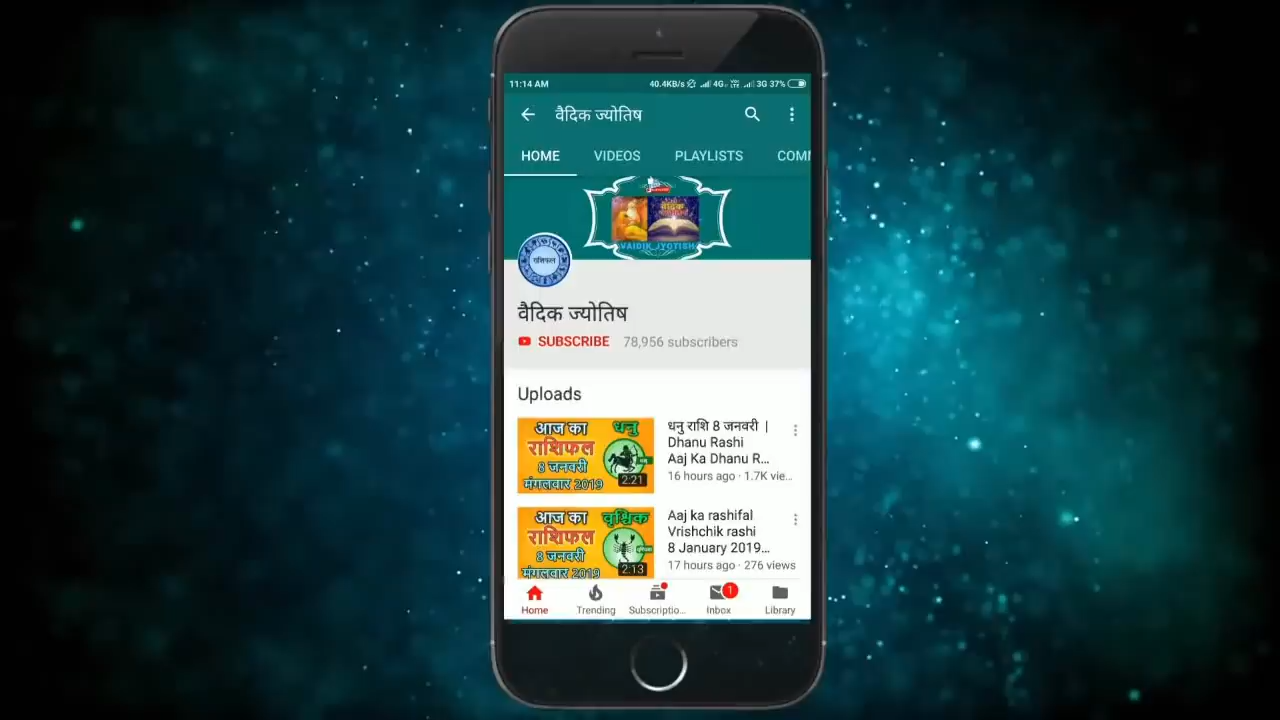 11:14 AM
40.4KB/s 4G 3G 37%
वैदिक ज्योतिष
HOME VIDEOS PLAYLISTS COMM
वैदिक
VAIDIK JYOTISH
राशिफल
वैदिक ज्योतिष
SUBSCRIBE 78,956 subscribers
Uploads
आज का धनु
राशिफल
8 जनवरी
मंगलवार 2019
2:21
धनु राशि 8 जनवरी |
Dhanu Rashi
Aaj Ka Dhanu R...
16 hours ago · 1.7K vie...
आज का वृश्चिक
राशिफल
8 जनवरी
मंगलवार 2019
2:13
Aaj ka rashifal
Vrishchik rashi
8 January 2019...
17 hours ago · 276 views
1
Home Trending Subscriptio... Inbox Library